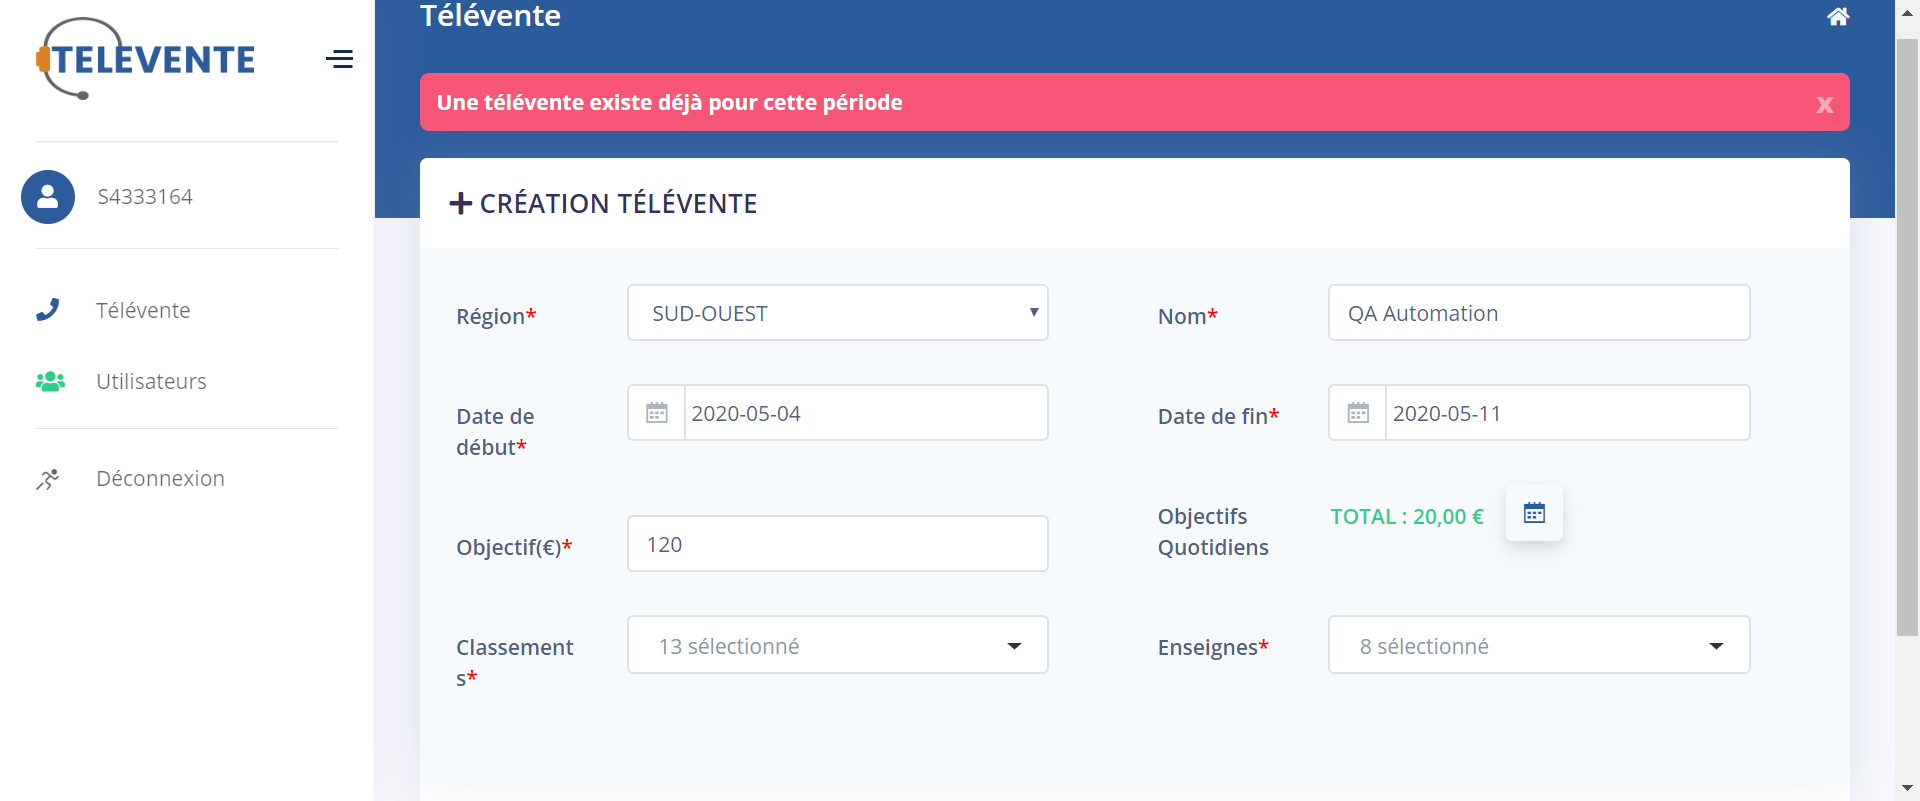 TELEVENTE
S4333164
Télévente
Utilisateurs
Déconnexion
Télévente
Une télévente existe déjà pour cette période
x
CRÉATION TÉLÉVENTE
Région*
SUD-OUEST
Nom*
QA Automation
Date de
début*
2020-05-04
Date de fin*
2020-05-11
Objectif(€)*
120
Objectifs
Quotidiens
TOTAL : 20,00 €
Classement
s*
13 sélectionné
Enseignes*
8 sélectionné